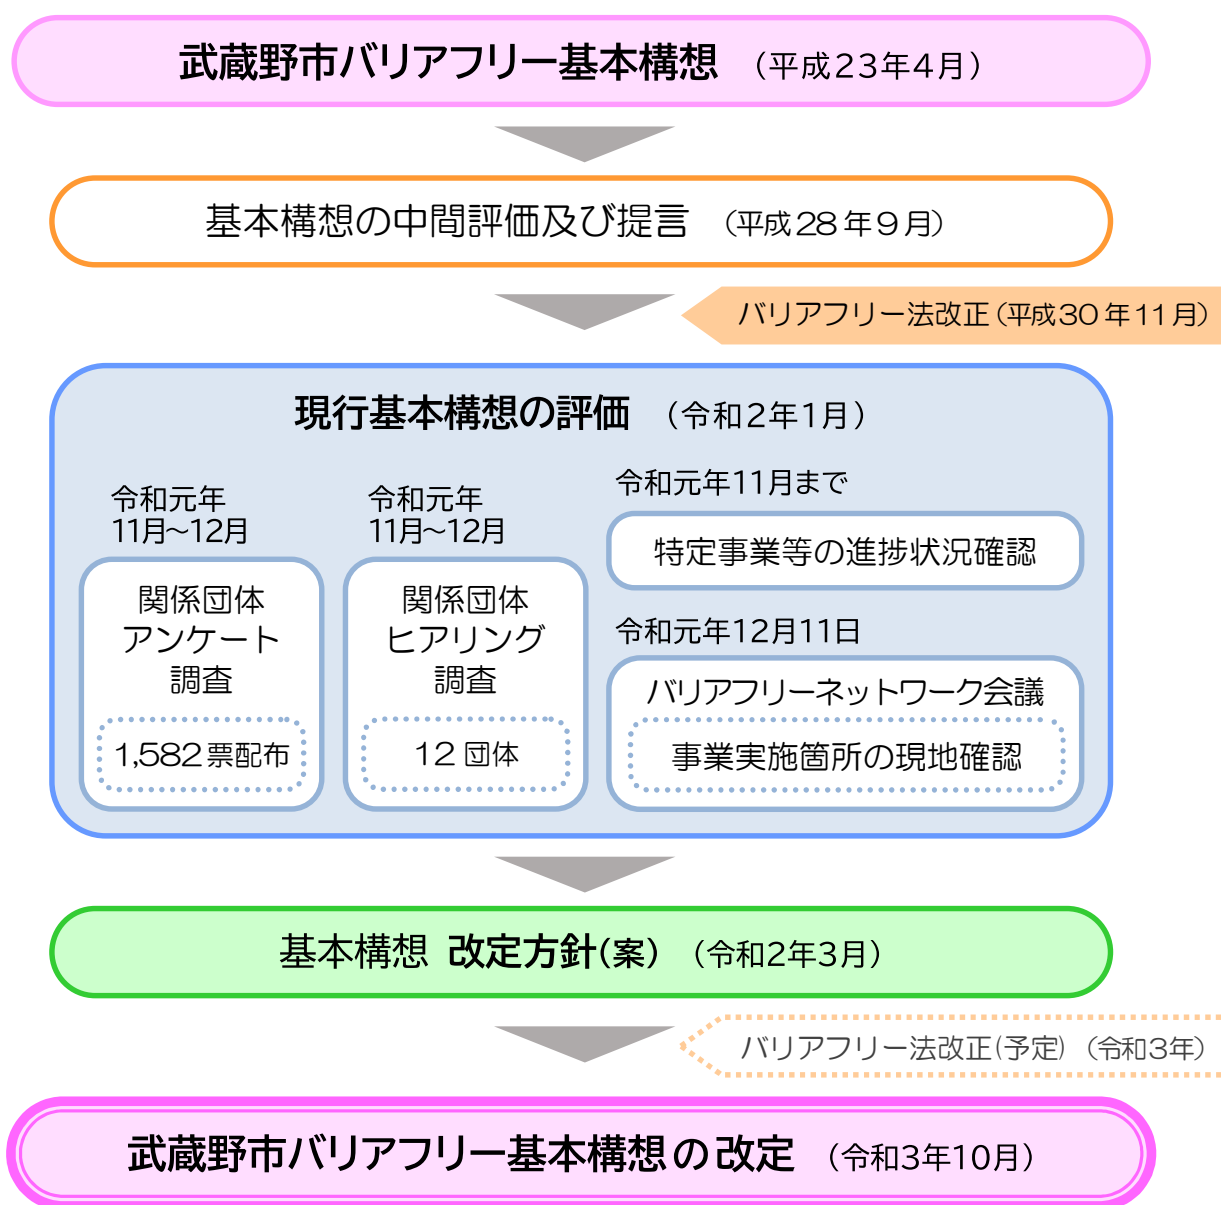 武蔵野市バリアフリー基本構想 （平成23年4月）
基本構想の中間評価及び提言 （平成28年9月）
バリアフリー法改正（平成30年11月）
現行基本構想の評価 （令和2年1月）
令和元年
11月～12月
関係団体
アンケート
調査
1,582票配布
令和元年
11月～12月
関係団体
ヒアリング
調査
12団体
令和元年11月まで
特定事業等の進捗状況確認
令和元年12月11日
バリアフリーネットワーク会議
事業実施箇所の現地確認
基本構想 改定方針(案) （令和2年3月）
バリアフリー法改正(予定) （令和3年）
武蔵野市バリアフリー基本構想の改定 （令和3年10月）